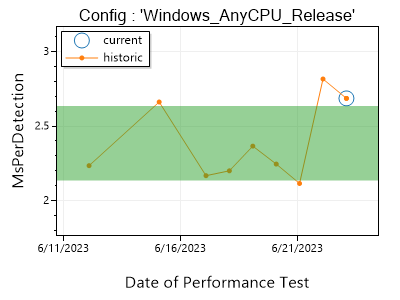 Config : 'Windows_AnyCPU_Release'
current
historic
MsPerDetection
3
2.5
2
6/11/2023
6/16/2023
6/21/2023
Date of Performance Test